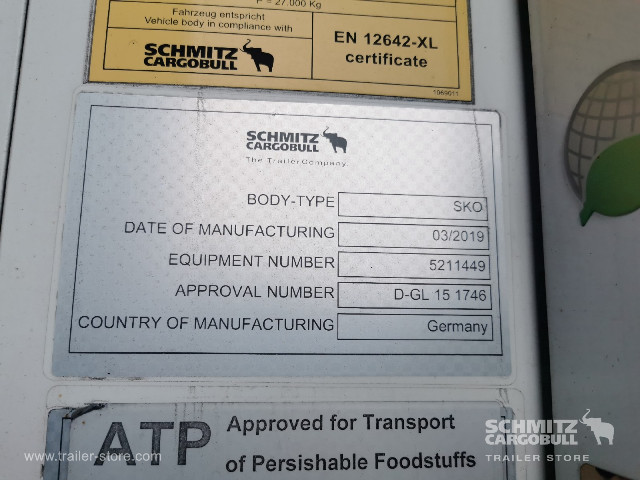 P = 27.000 Kg
Fahrzeug entspricht
Vehicle body in compliance with
EN 12642-XL
certificate
SCHMITZ
CARGOBULL
1069011
SCHMITZ
CARGOBULL
The Trailer Company.
BODY-TYPE SKO
DATE OF MANUFACTURING 03/2019
EQUIPMENT NUMBER 5211449
APPROVAL NUMBER D-GL 15 1746
COUNTRY OF MANUFACTURING Germany
ATP Approved for Transport
of Persishable Foodstuffs
www.trailer-store.com
SCHMITZ
CARGOBULL
TRAILER STORE